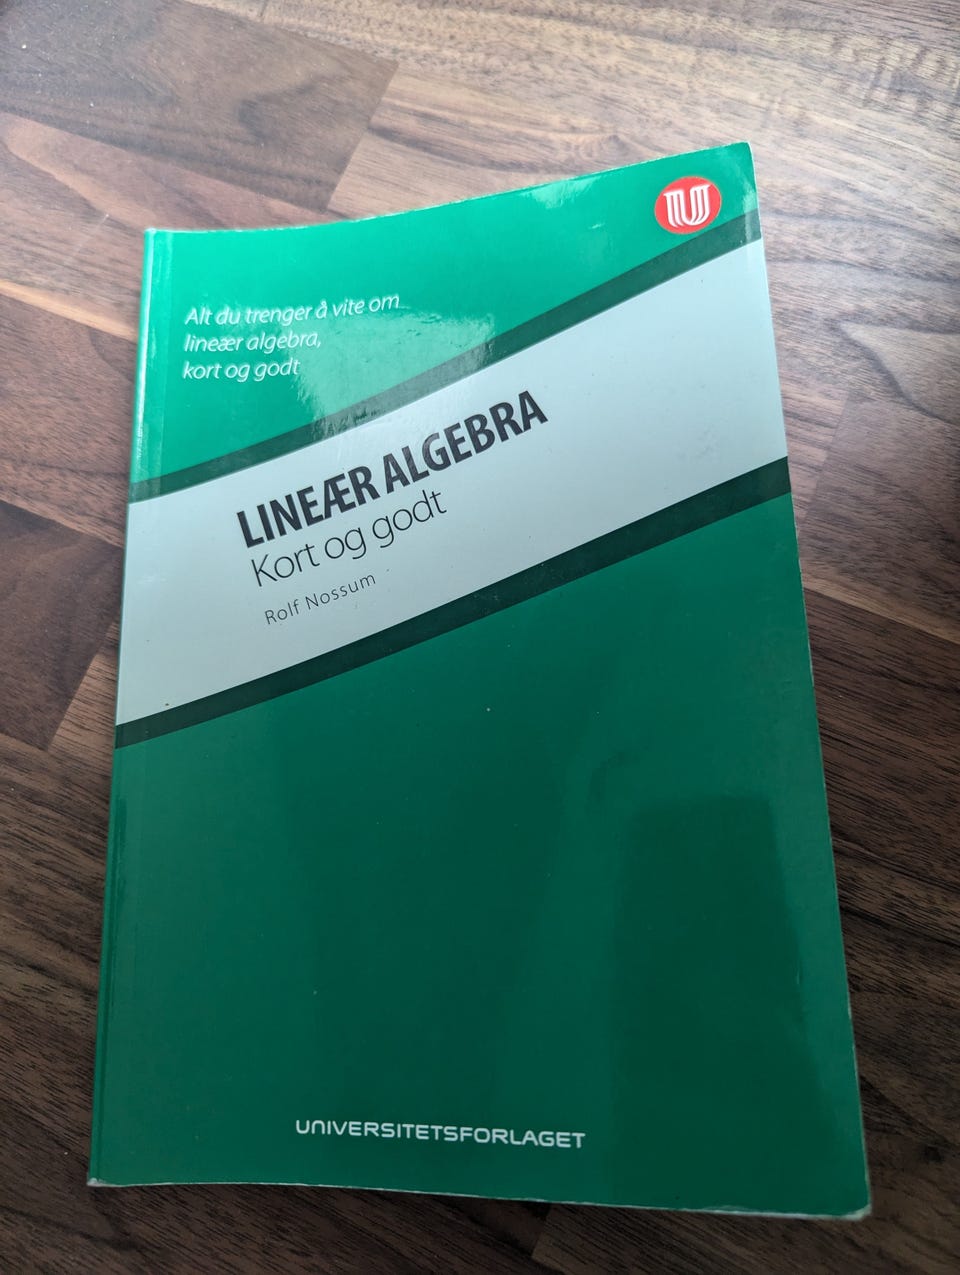 U
Alt du trenger å vite om
lineær algebra,
kort og godt
LINEÆR ALGEBRA
Kort og godt
Rolf Nossum
UNIVERSITETSFORLAGET